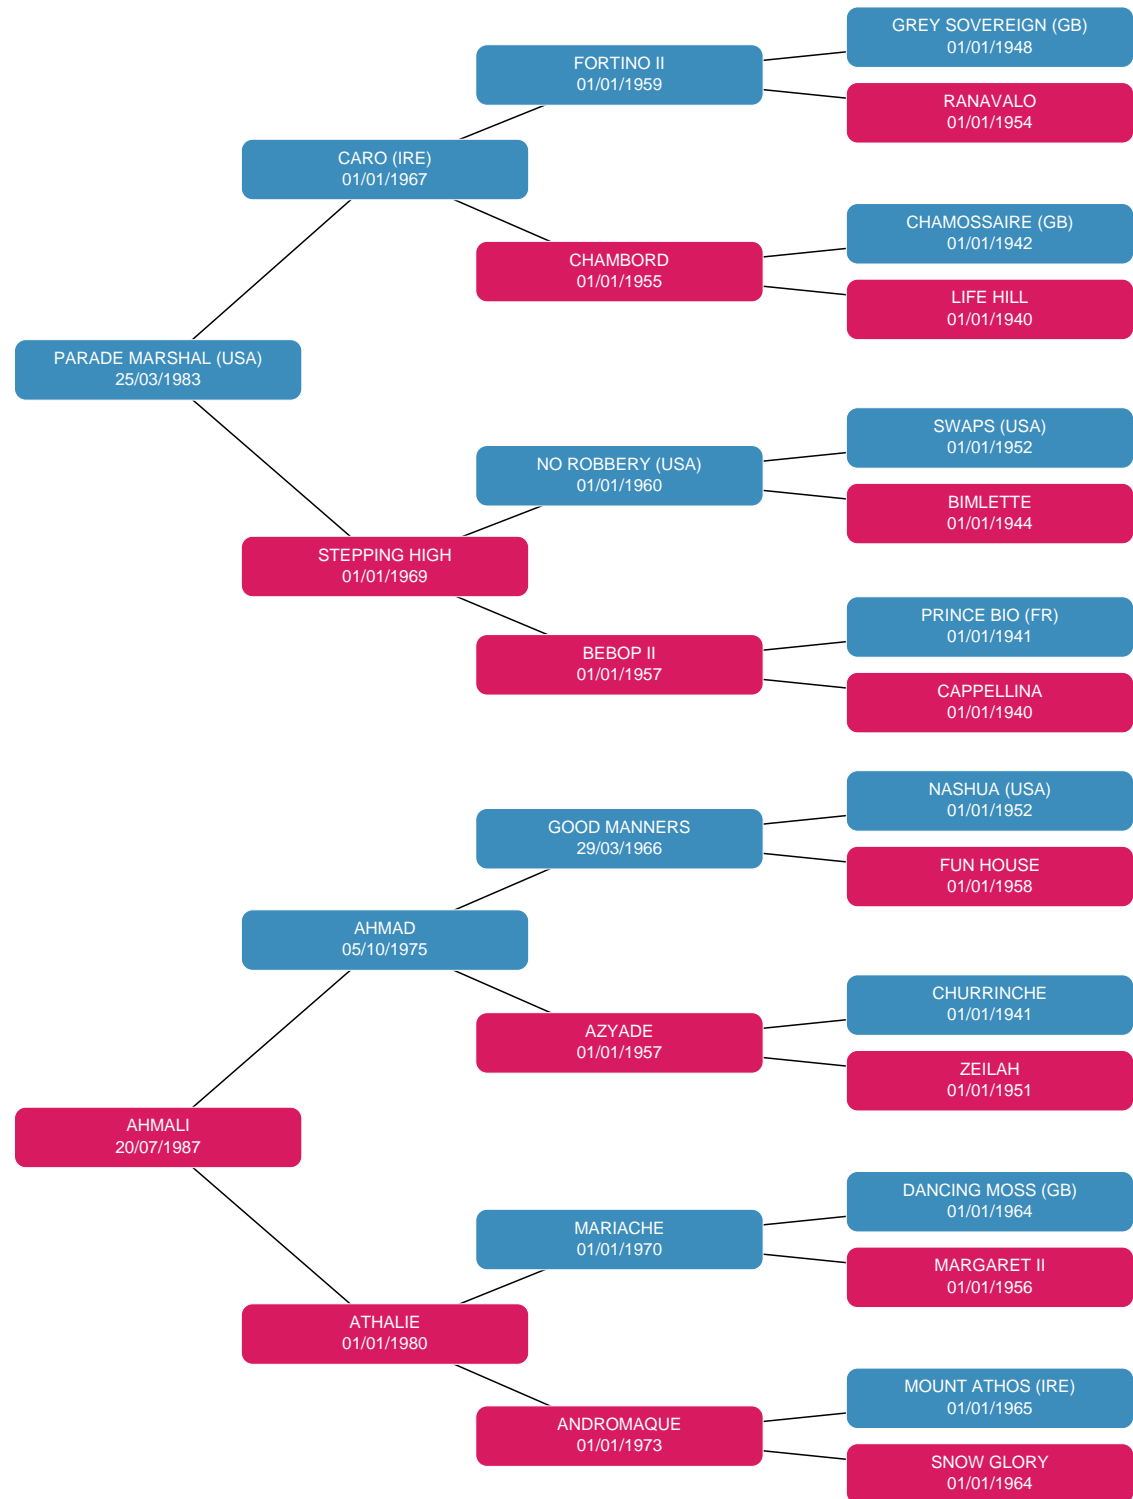 GREY SOVEREIGN (GB)
01/01/1948
FORTINO II
01/01/1959
RANAVALO
01/01/1954
CARO (IRE)
01/01/1967
CHAMOSSAIRE (GB)
01/01/1942
CHAMBORD
01/01/1955
LIFE HILL
01/01/1940
PARADE MARSHAL (USA)
25/03/1983
SWAPS (USA)
01/01/1952
NO ROBBERY (USA)
01/01/1960
BIMLETTE
01/01/1944
STEPPING HIGH
01/01/1969
PRINCE BIO (FR)
01/01/1941
BEBOP II
01/01/1957
CAPPELLINA
01/01/1940
NASHUA (USA)
01/01/1952
GOOD MANNERS
29/03/1966
FUN HOUSE
01/01/1958
AHMAD
05/10/1975
CHURRINCHE
01/01/1941
AZYADE
01/01/1957
ZEILAH
01/01/1951
AHMALI
20/07/1987
DANCING MOSS (GB)
01/01/1964
MARIACHE
01/01/1970
MARGARET II
01/01/1956
ATHALIE
01/01/1980
MOUNT ATHOS (IRE)
01/01/1965
ANDROMAQUE
01/01/1973
SNOW GLORY
01/01/1964